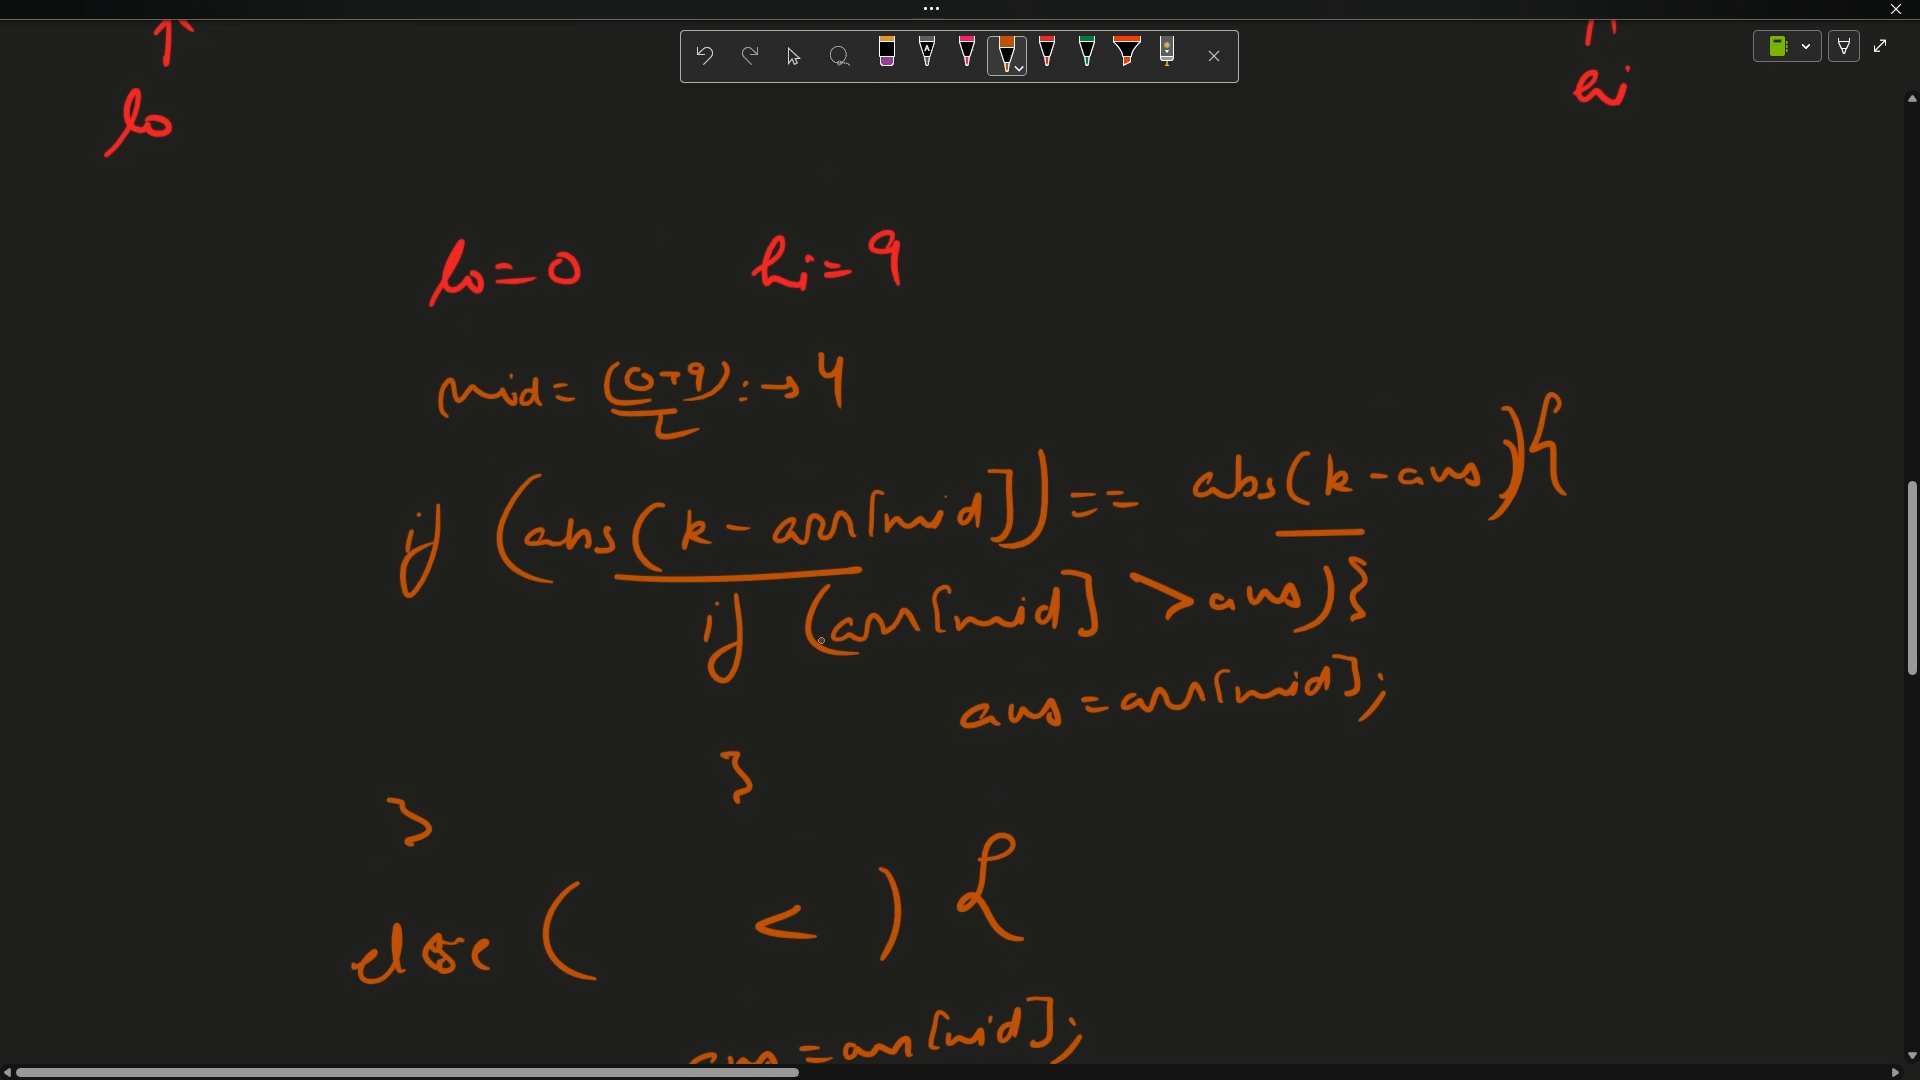 lo hi
lo=0 hi=9
mid= (0+9) :→ 4
2
if (abs(k-arr[mid])== abs(k-ans)){
if (arr[mid] >ans)}
ans=arr[mid];
}
}
else ( < ) {
ans=arr[mid];